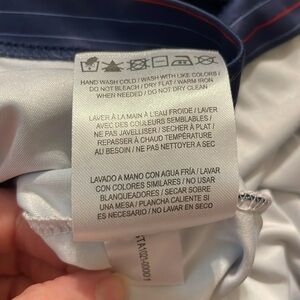 HAND WASH COLD / WASH WITH LIKE COLORS /
DO NOT BLEACH / DRY FLAT / WARM IRON
WHEN NEEDED / DO NOT DRY CLEAN
LAVER À LA MAIN À L'EAU FROIDE / LAVER
AVEC DES COULEURS SEMBLABLES /
NE PAS JAVELLISER / SECHER À PLAT /
REPASSER À CHAUD TEMPÉRATURE
AU BESOIN / NE PAS NETTOYER A SEC
LAVADO A MANO CON AGUA FRÍA / LAVAR
CON COLORES SIMILARES / NO USAR
BLANQUEADORES / SECAR SOBRE
UNA MESA / PLANCHA CALIENTE SI
ES NECESARIO / NO LAVAR EN SECO